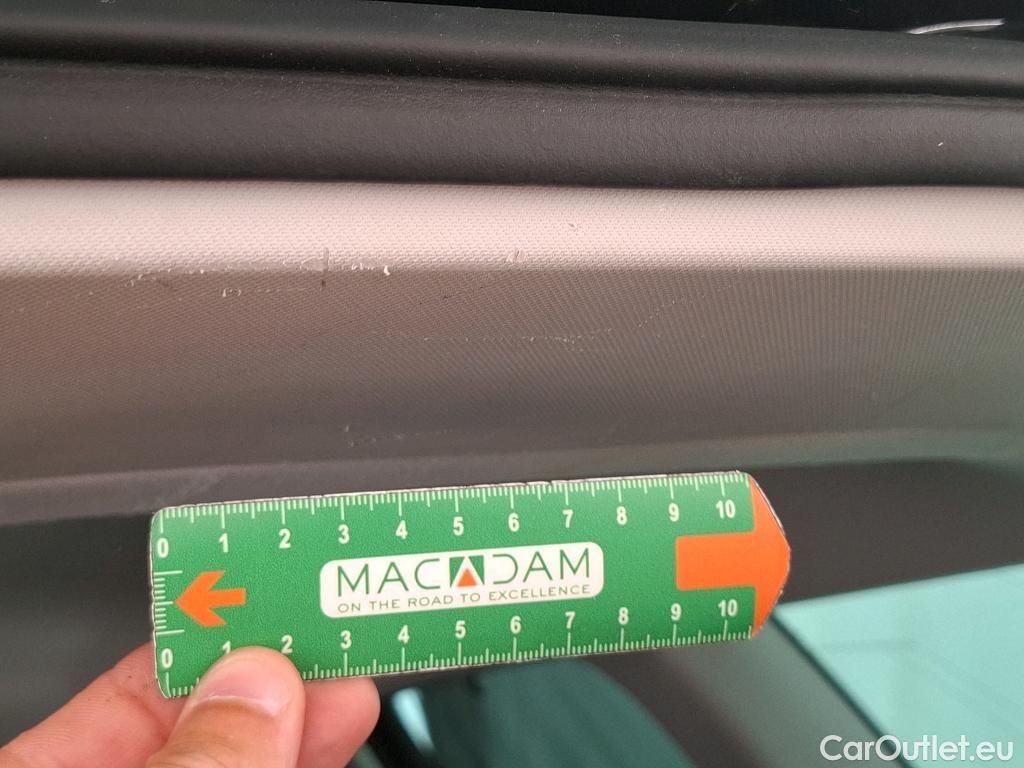 0 1 2 3 4 5 6 7 8 9 10
MACADAM
ON THE ROAD TO EXCELLENCE
0 1 2 3 4 5 6 7 8 9 10
CarOutlet.eu